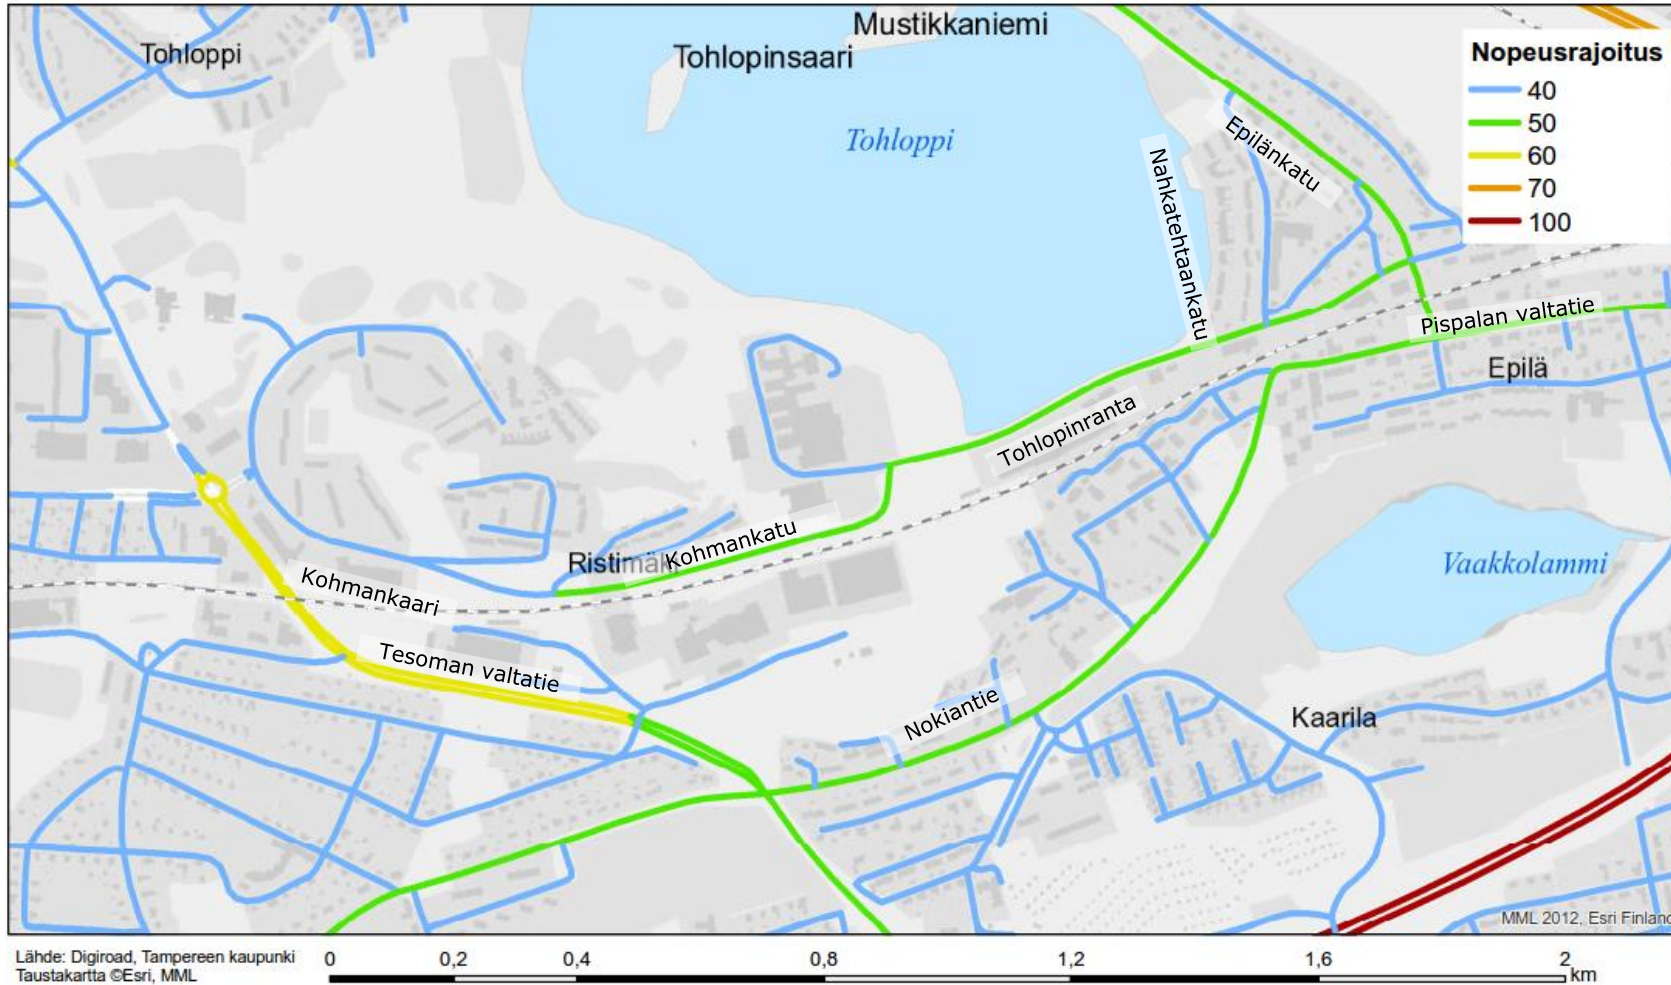 Mustikkaniemi
Tohloppi
Tohlopinsaari
Nopeusrajoitus
40
50
60
70
100
Tohloppi
Epilänkatu
Nahkatehtaankatu
Pispalan valtatie
Epilä
Tohlopinranta
Ristimäki
Kohmankatu
Vaakkolammi
Kohmankaari
Tesoman valtatie
Nokiantie
Kaarila
MML 2012, Esri Finland
Lähde: Digiroad, Tampereen kaupunki
Taustakartta ©Esri, MML
0 0,2 0,4 0,8 1,2 1,6 2
km